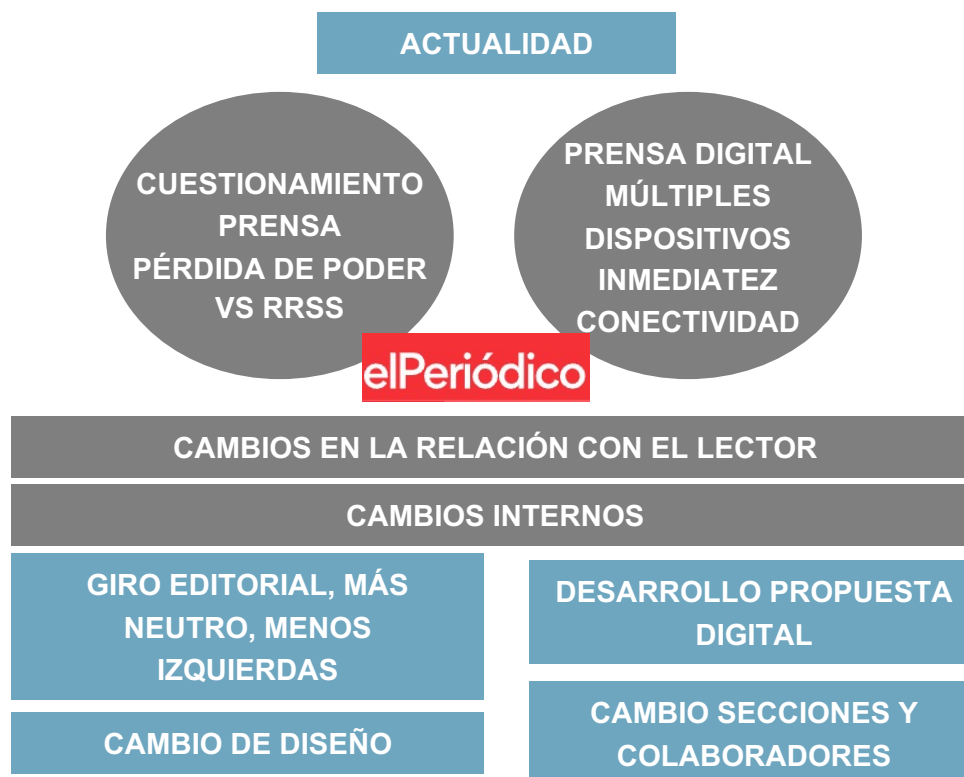 ACTUALIDAD
CUESTIONAMIENTO
PRENSA
PÉRDIDA DE PODER
VS RRSS
PRENSA DIGITAL
MÚLTIPLES
DISPOSITIVOS
INMEDIATEZ
CONECTIVIDAD
elPeriódico
CAMBIOS EN LA RELACIÓN CON EL LECTOR
CAMBIOS INTERNOS
GIRO EDITORIAL, MÁS
NEUTRO, MENOS
IZQUIERDAS
DESARROLLO PROPUESTA
DIGITAL
CAMBIO DE DISEÑO
CAMBIO SECCIONES Y
COLABORADORES